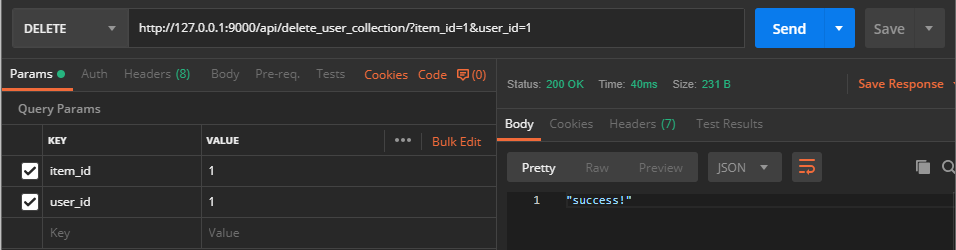 DELETE http://127.0.0.1:9000/api/delete_user_collection/?item_id=1&user_id=1 Send Save
Params Auth Headers (8) Body Pre-req. Tests Cookies Code (0)
Query Params
KEY VALUE ••• Bulk Edit
item_id 1
user_id 1
Key Value
Status: 200 OK Time: 40ms Size: 231 B Save Response
Body Cookies Headers (7) Test Results
Pretty Raw Preview JSON
1 "success!"